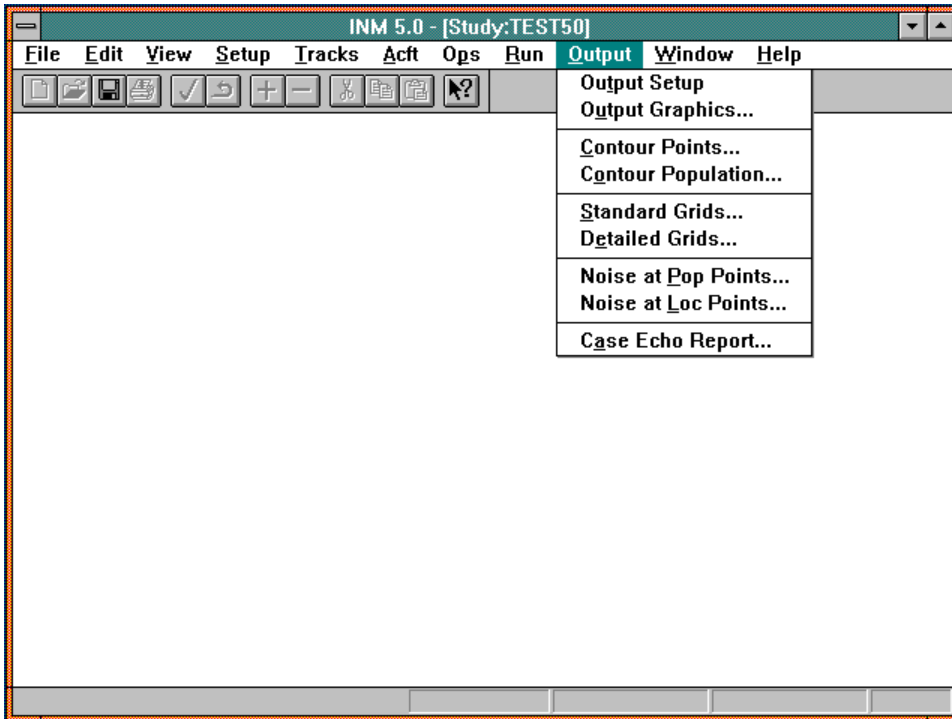 INM 5.0 - [Study:TEST50]
File Edit View Setup Tracks Acft Ops Run Output Window Help
Output Setup
Output Graphics...
Contour Points...
Contour Population...
Standard Grids...
Detailed Grids...
Noise at Pop Points...
Noise at Loc Points...
Case Echo Report...